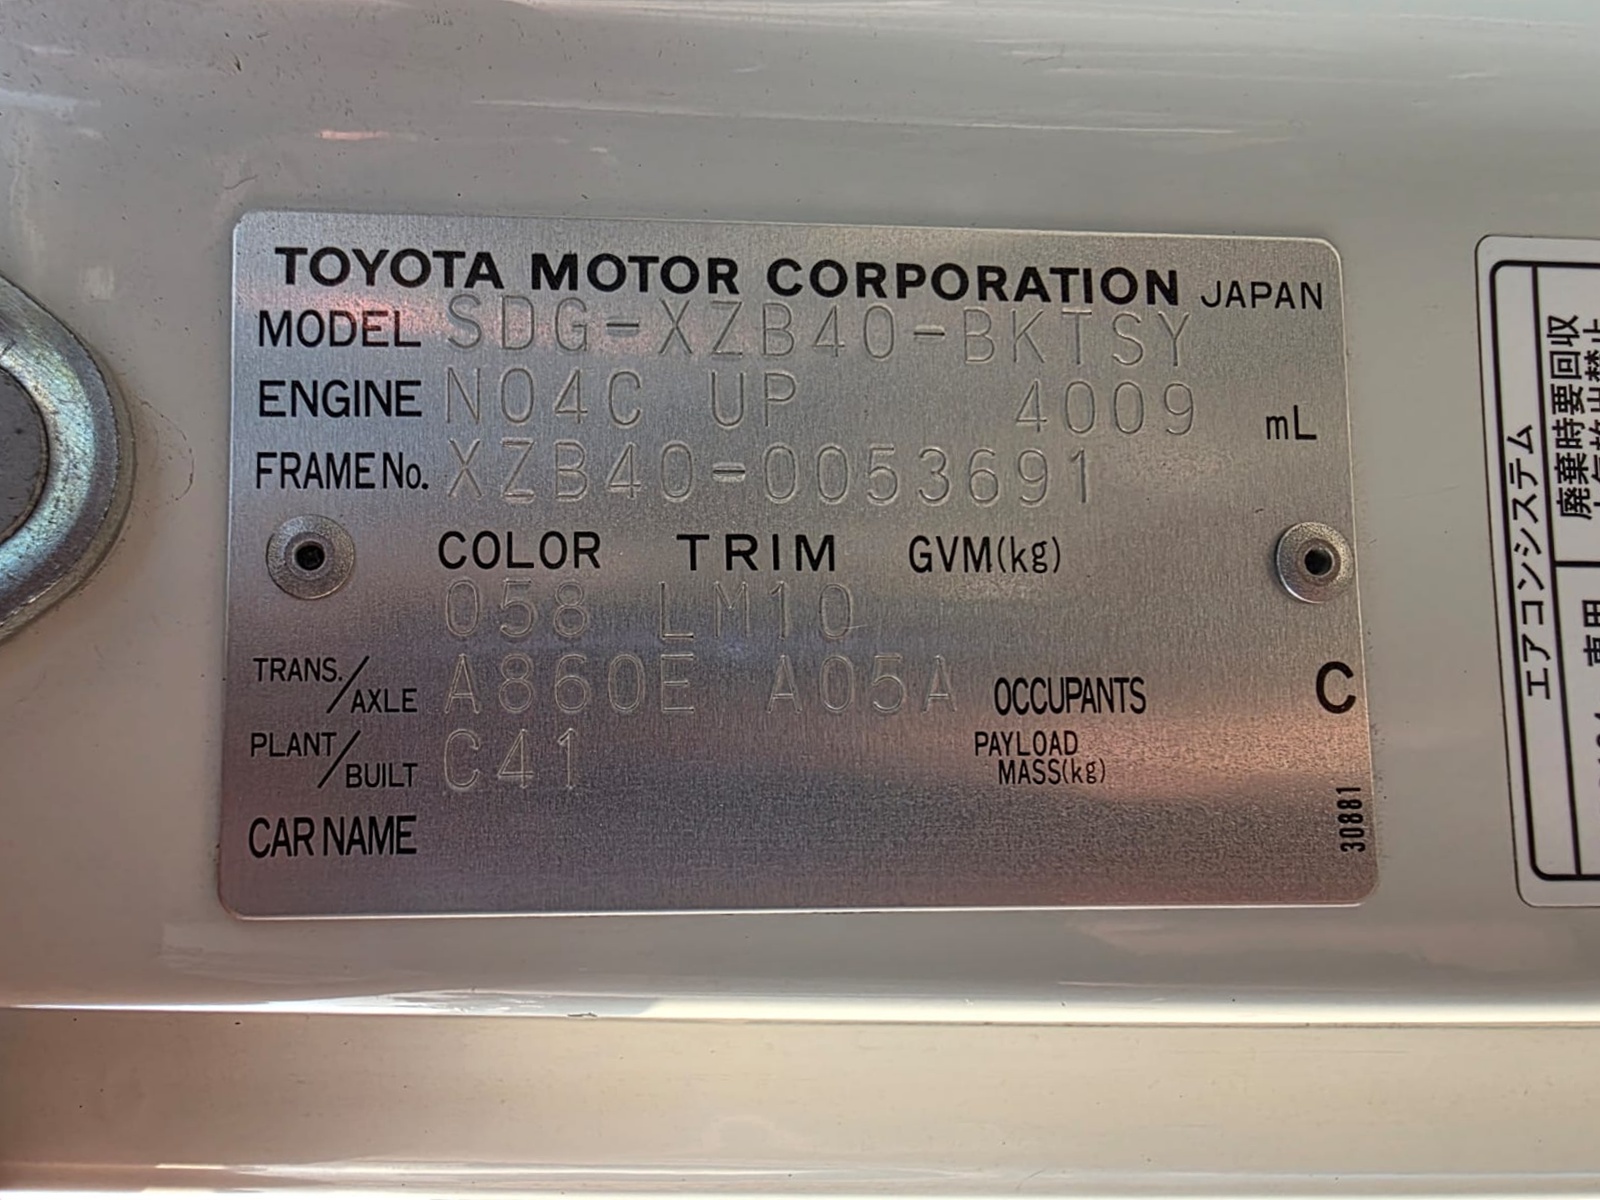 TOYOTA MOTOR CORPORATION JAPAN
MODEL SDG-XZB40-BKTSY
ENGINE N04C UP 4009 mL
FRAME No. XZB40-0053691
COLOR TRIM GVM(kg)
058 LM10
TRANS./AXLE A860E A05A OCCUPANTS C
PLANT/BUILT C41 PAYLOAD MASS(kg)
CAR NAME
30881
エアコンシステム
廃棄時要回収
専用